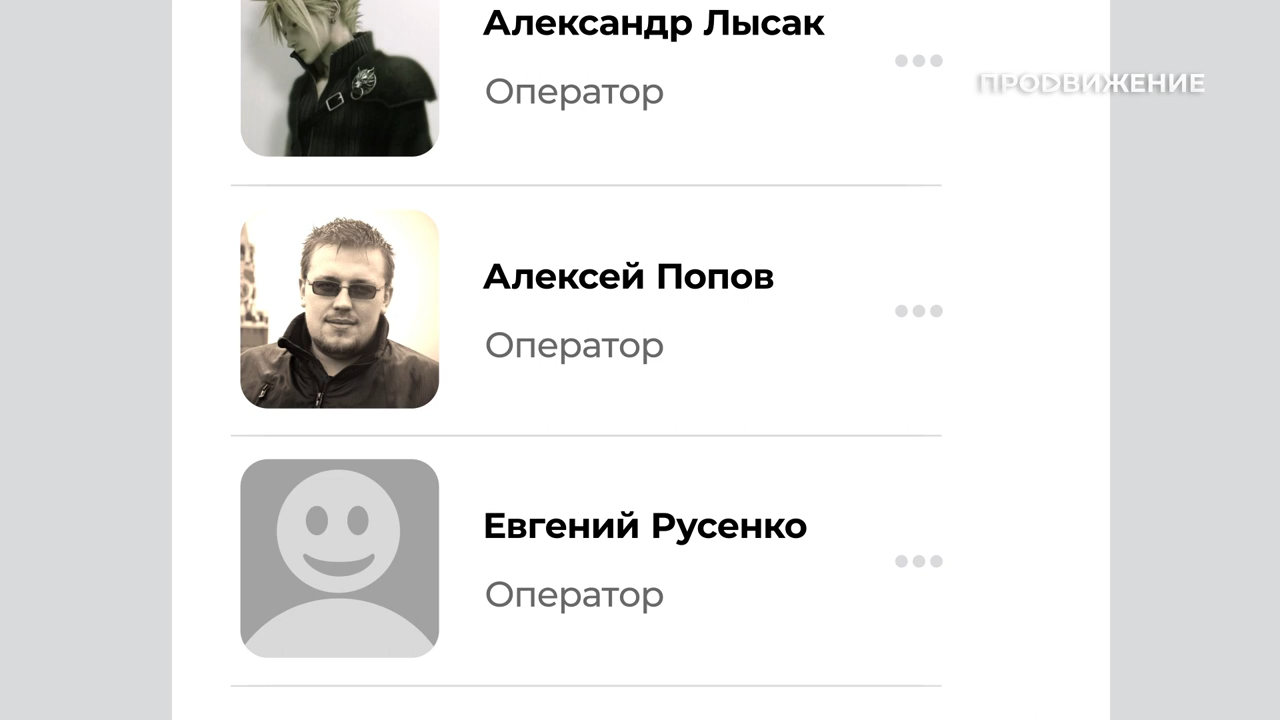 Александр Лысак
Оператор
ПРОДВИЖЕНИЕ
Алексей Попов
Оператор
Евгений Русенко
Оператор